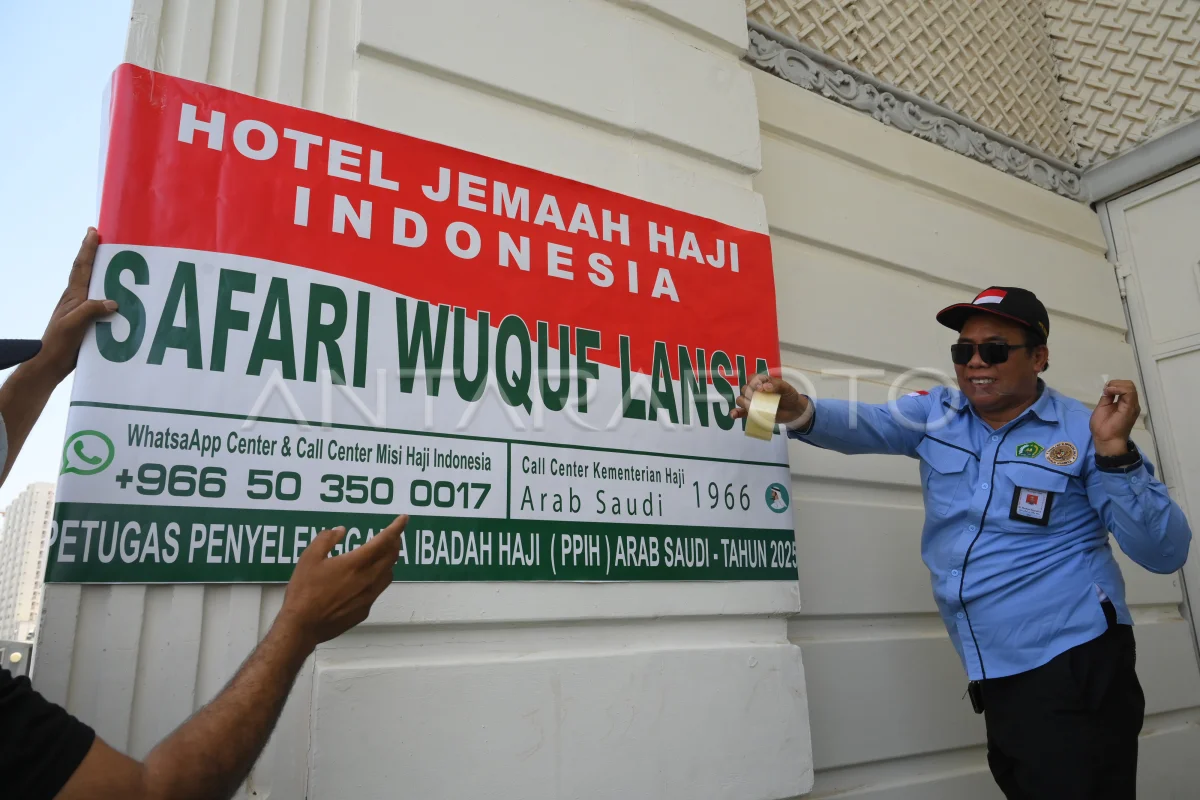 HOTEL JEMAAH HAJI
INDONESIA
SAFARI WUQUF LANSIA
ANTARAFOTO
WhatsaApp Center & Call Center Misi Haji Indonesia
+966 50 350 0017
Call Center Kementerian Haji
Arab Saudi
1966
PETUGAS PENYELENGGARA IBADAH HAJI ( PPIH ) ARAB SAUDI - TAHUN 2025